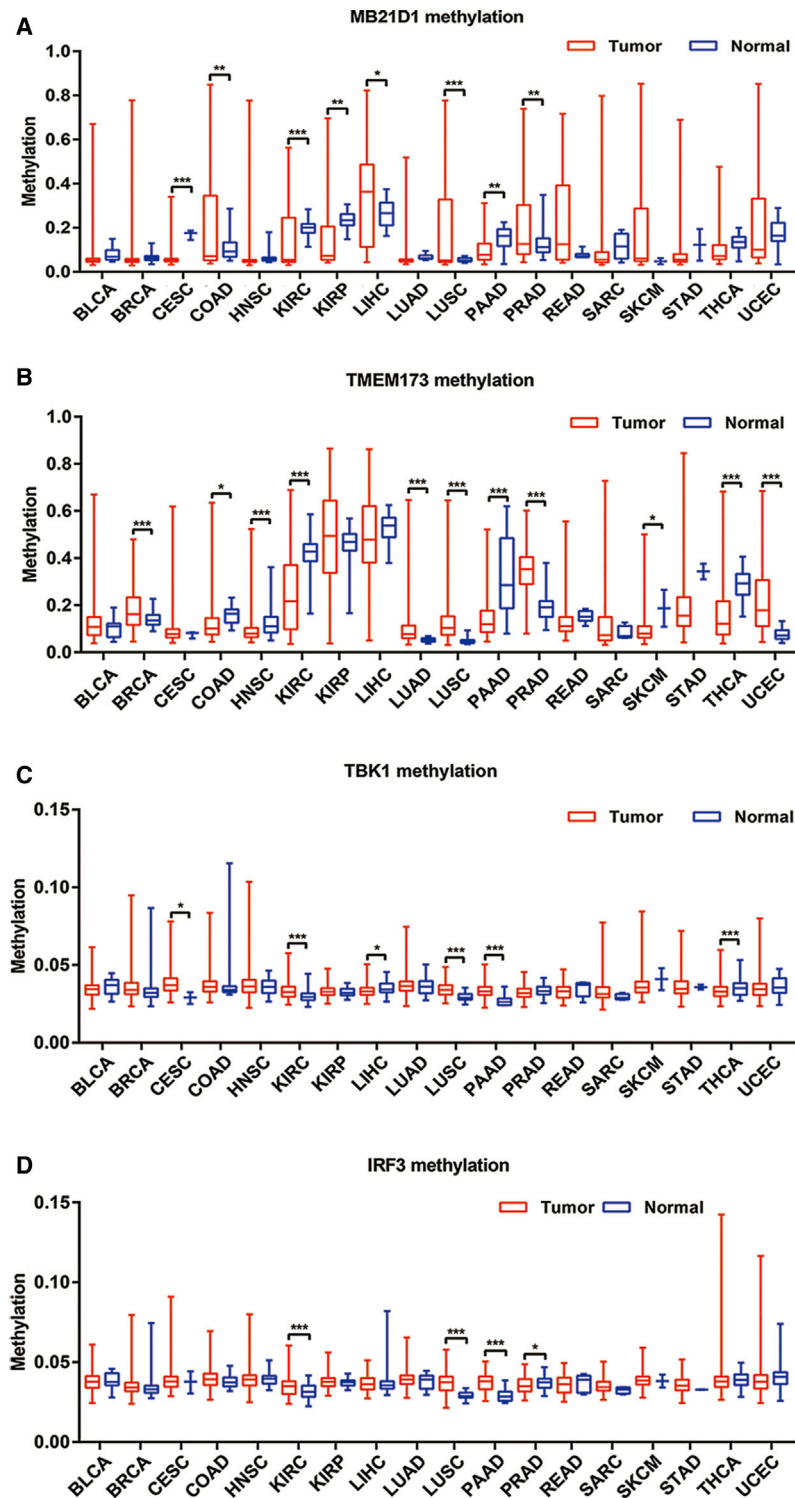 A
MB21D1 methylation
Tumor Normal
Methylation
1.0
0.8
0.6
0.4
0.2
0.0
** *** *** ** * *** ** **
BLCA BRCA CESC COAD HNSC KIRC KIRP LIHC LUAD LUSC PAAD PRAD READ SARC SKCM STAD THCA UCEC
B
TMEM173 methylation
Tumor Normal
Methylation
1.0
0.8
0.6
0.4
0.2
0.0
*** * *** *** *** *** *** *** * *** ***
BLCA BRCA CESC COAD HNSC KIRC KIRP LIHC LUAD LUSC PAAD PRAD READ SARC SKCM STAD THCA UCEC
C
TBK1 methylation
Tumor Normal
Methylation
0.15
0.10
0.05
0.00
* *** * *** *** ***
BLCA BRCA CESC COAD HNSC KIRC KIRP LIHC LUAD LUSC PAAD PRAD READ SARC SKCM STAD THCA UCEC
D
IRF3 methylation
Tumor Normal
Methylation
0.15
0.10
0.05
0.00
*** *** *** *
BLCA BRCA CESC COAD HNSC KIRC KIRP LIHC LUAD LUSC PAAD PRAD READ SARC SKCM STAD THCA UCEC